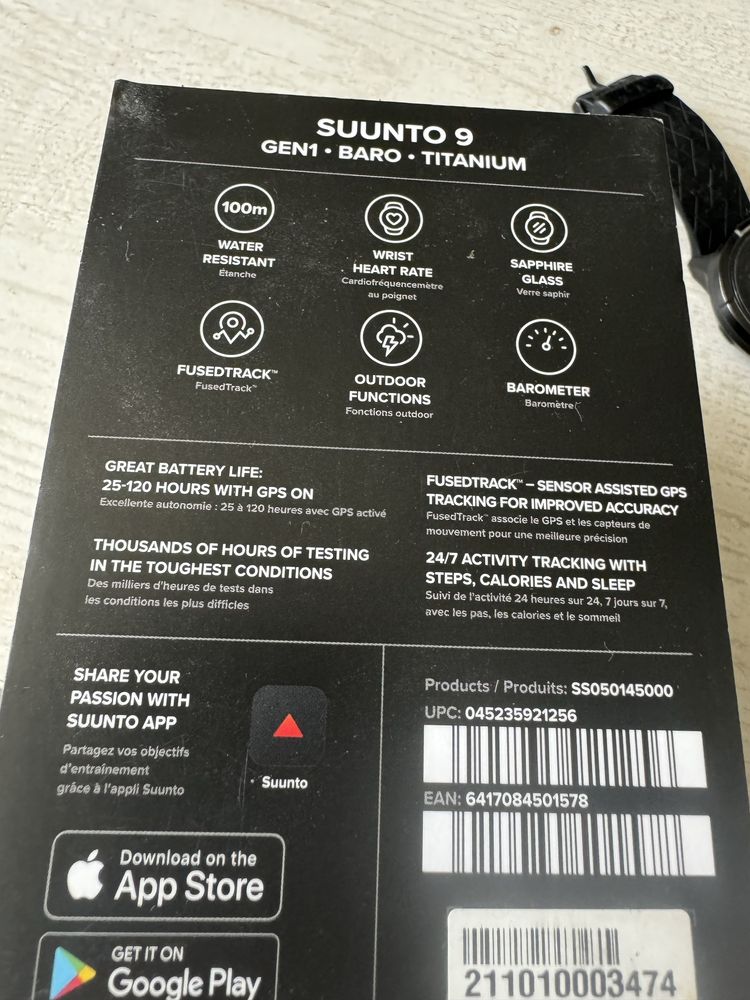 SUUNTO 9
GEN1 • BARO • TITANIUM
100m
WATER
RESISTANT
Étanche
WRIST
HEART RATE
Cardiofréquencemètre
au poignet
SAPPHIRE
GLASS
Verre saphir
FUSEDTRACK™
FusedTrack™
OUTDOOR
FUNCTIONS
Fonctions outdoor
BAROMETER
Baromètre
GREAT BATTERY LIFE:
25-120 HOURS WITH GPS ON
Excellente autonomie : 25 à 120 heures avec GPS activé
THOUSANDS OF HOURS OF TESTING
IN THE TOUGHEST CONDITIONS
Des milliers d'heures de tests dans
les conditions les plus difficiles
FUSEDTRACK™ – SENSOR ASSISTED GPS
TRACKING FOR IMPROVED ACCURACY
FusedTrack™ associe le GPS et les capteurs de
mouvement pour une meilleure précision
24/7 ACTIVITY TRACKING WITH
STEPS, CALORIES AND SLEEP
Suivi de l'activité 24 heures sur 24, 7 jours sur 7,
avec les pas, les calories et le sommeil
SHARE YOUR
PASSION WITH
SUUNTO APP
Partagez vos objectifs
d'entraînement
grâce à l'appli Suunto
Suunto
Download on the
App Store
GET IT ON
Google Play
Products / Produits: SS050145000
UPC: 045235921256
EAN: 6417084501578
211010003474